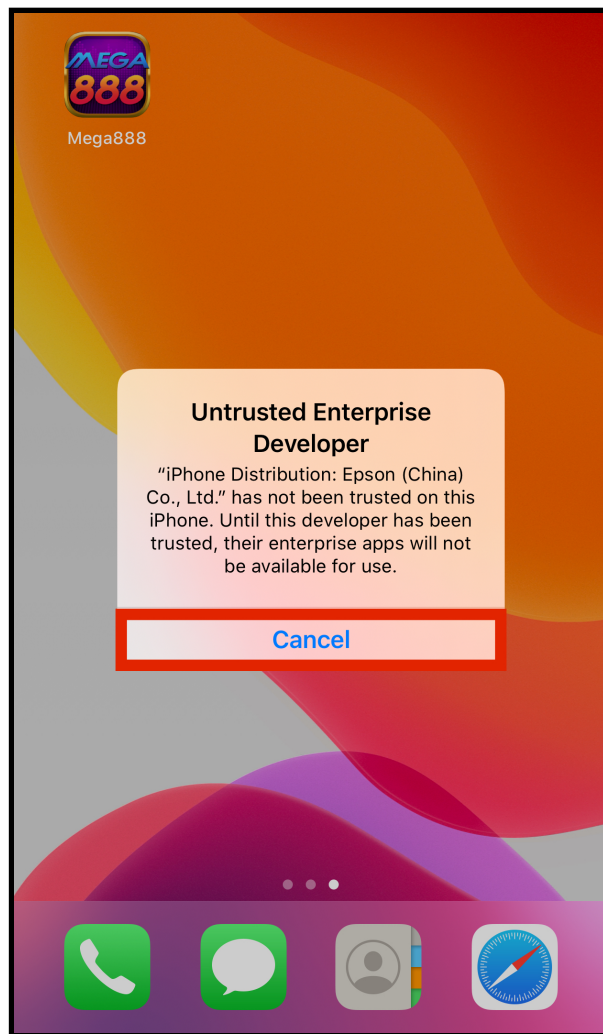 MEGA
888
Mega888
Untrusted Enterprise
Developer
“iPhone Distribution: Epson (China)
Co., Ltd.” has not been trusted on this
iPhone. Until this developer has been
trusted, their enterprise apps will not
be available for use.
Cancel